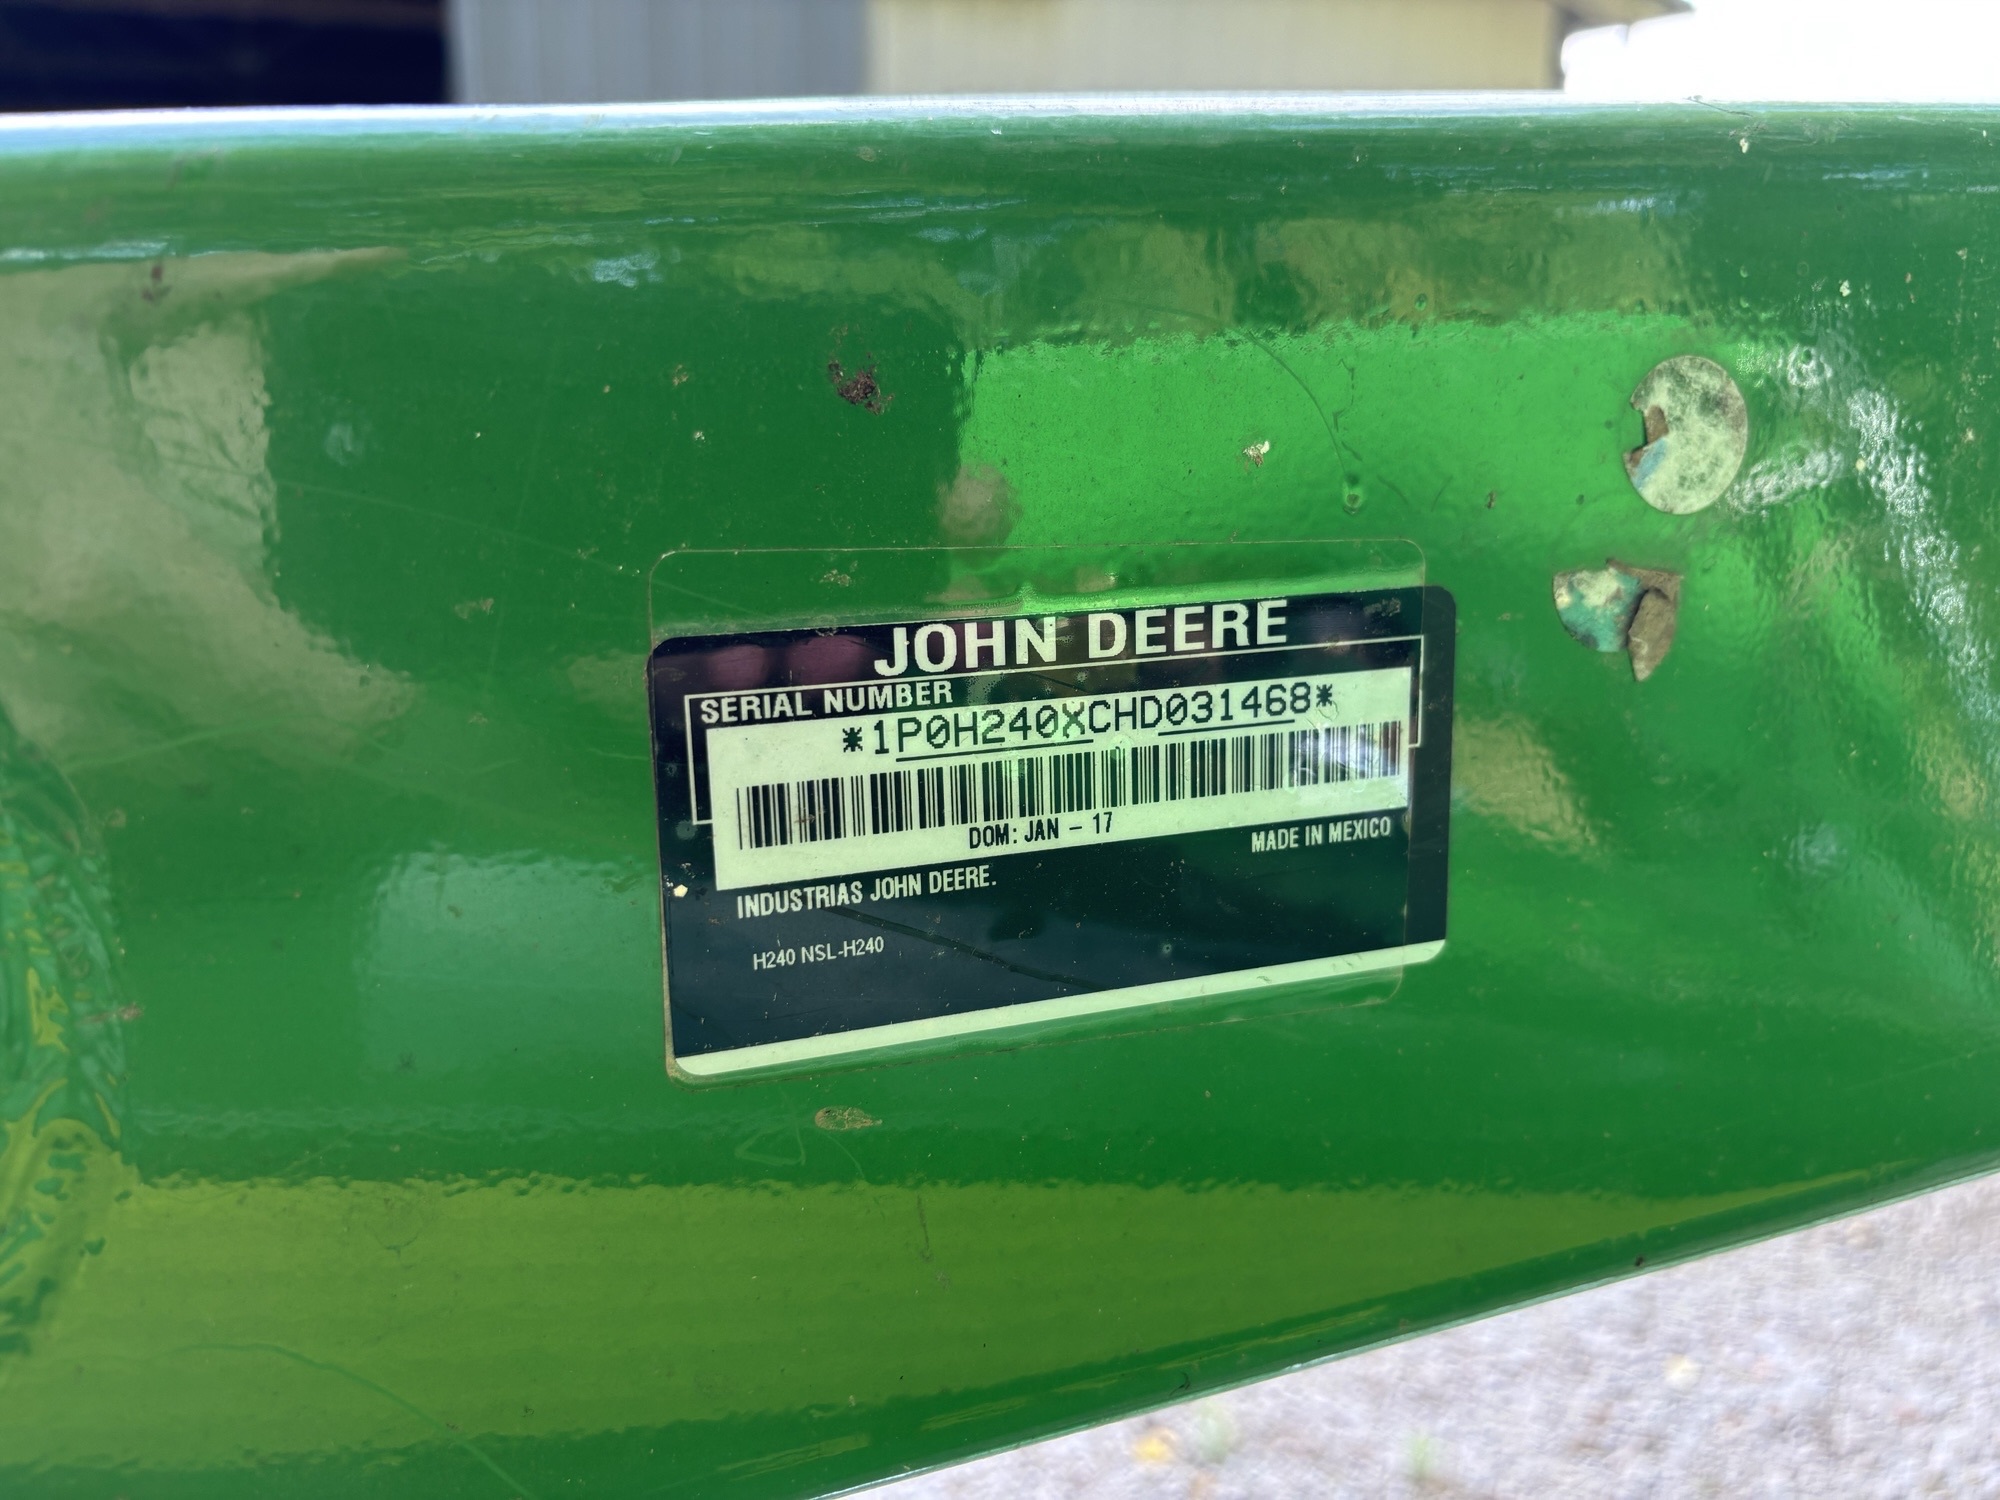 JOHN DEERE
SERIAL NUMBER
*1P0H240XCHD031468*
DOM: JAN - 17
MADE IN MEXICO
INDUSTRIAS JOHN DEERE.
H240 NSL-H240